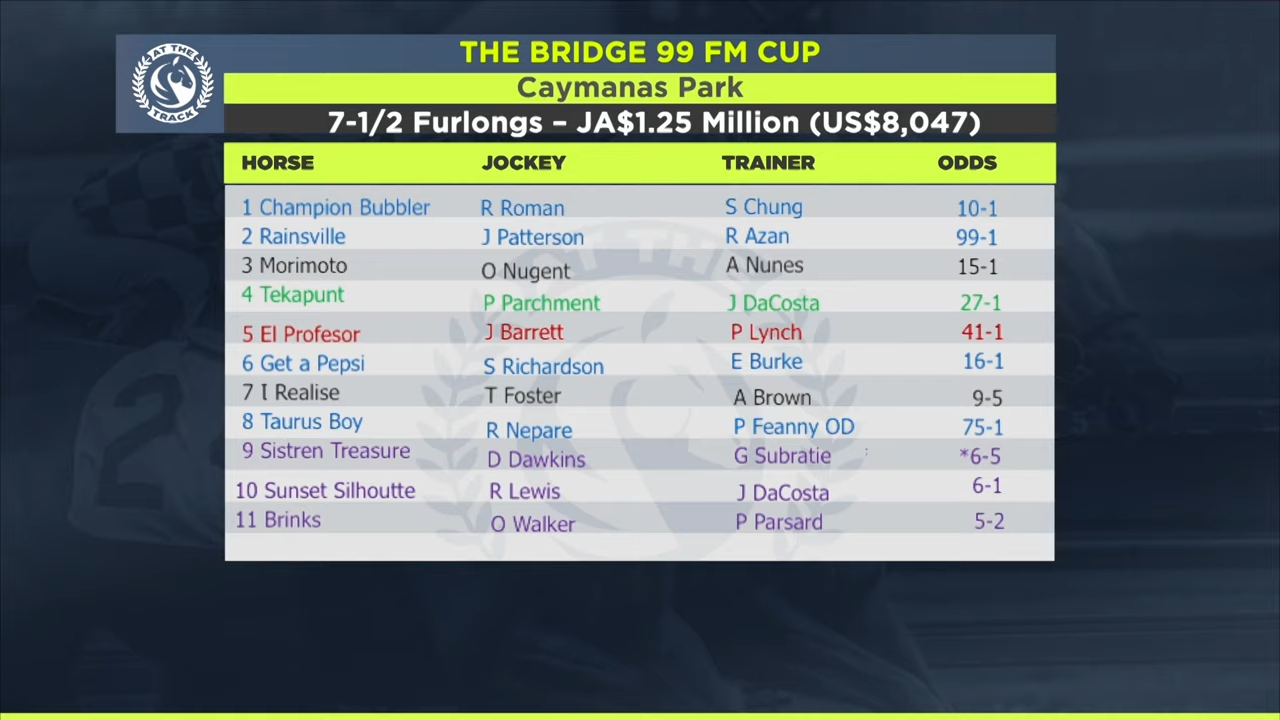 AT THE
TRACK
THE BRIDGE 99 FM CUP
Caymanas Park
7-1/2 Furlongs – JA$1.25 Million (US$8,047)
HORSE JOCKEY TRAINER ODDS
1 Champion Bubbler R Roman S Chung 10-1
2 Rainsville J Patterson R Azan 99-1
3 Morimoto O Nugent A Nunes 15-1
4 Tekapunt P Parchment J DaCosta 27-1
5 El Profesor J Barrett P Lynch 41-1
6 Get a Pepsi S Richardson E Burke 16-1
7 I Realise T Foster A Brown 9-5
8 Taurus Boy R Nepare P Feanny OD 75-1
9 Sistren Treasure D Dawkins G Subratie *6-5
10 Sunset Silhoutte R Lewis J DaCosta 6-1
11 Brinks O Walker P Parsard 5-2
AT THE
2